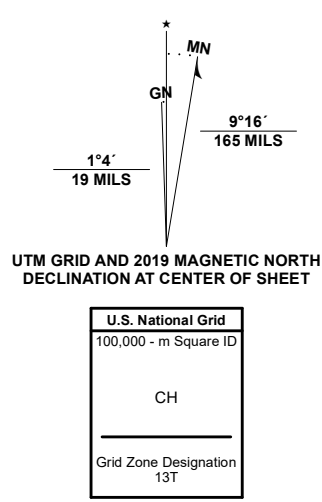 ★
MN
GN
9°16´
165 MILS
1°4´
19 MILS
UTM GRID AND 2019 MAGNETIC NORTH
DECLINATION AT CENTER OF SHEET
U.S. National Grid
100,000 - m Square ID
CH
Grid Zone Designation
13T